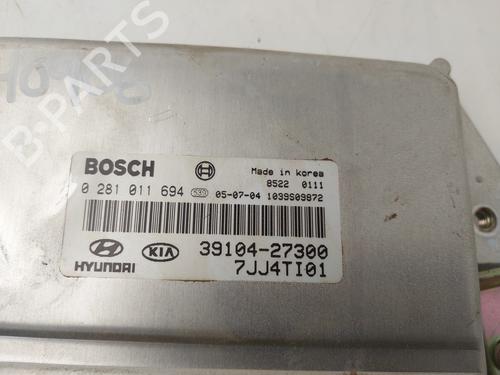 BOSCH
Made in Korea
8522 0111
0 281 011 694
05-07-04 1039S09872
39104-27300
HYUNDAI KIA
7JJ4TI01
B-PARTS